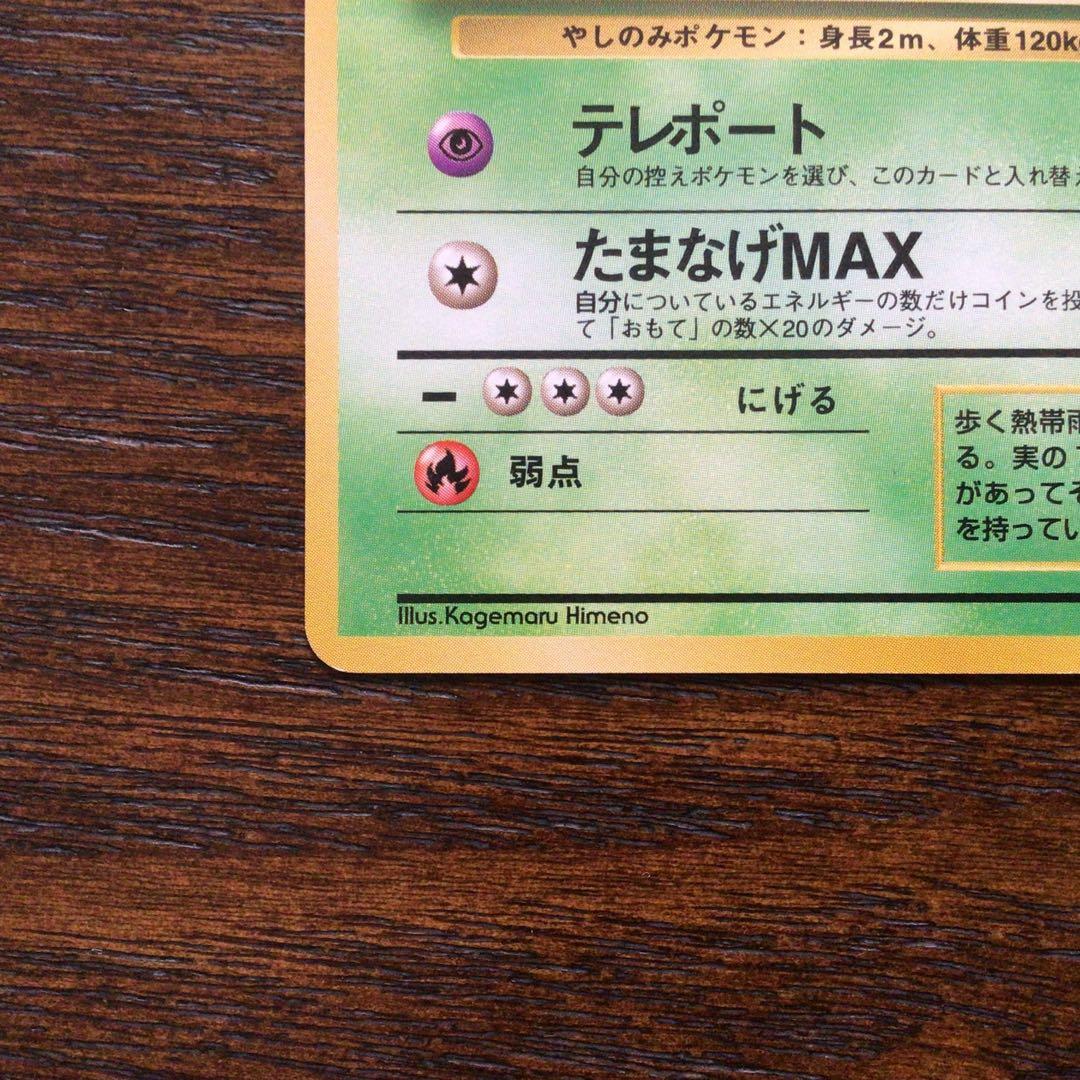 やしのみポケモン：身長2m、体重120k
テレポート
自分の控えポケモンを選び、このカードと入れ替え
たまなげMAX
自分についているエネルギーの数だけコインを投
て「おもて」の数×20のダメージ。
− にげる
弱点
歩く熱帯雨
る。実の
があってそ
を持ってい
Illus.Kagemaru Himeno